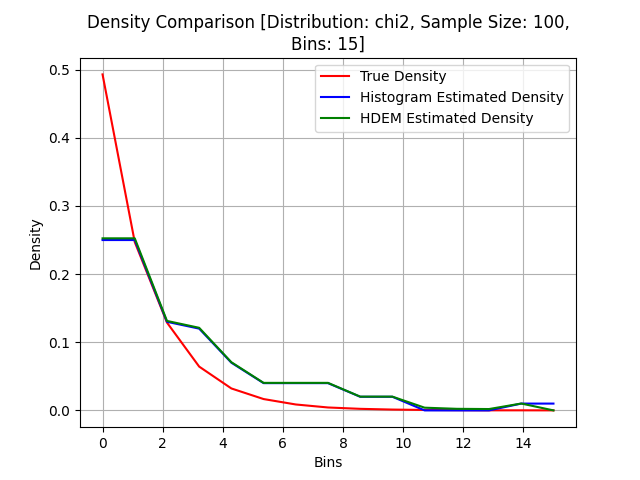 Density Comparison [Distribution: chi2, Sample Size: 100,
Bins: 15]
True Density
Histogram Estimated Density
HDEM Estimated Density
Density
0.5
0.4
0.3
0.2
0.1
0.0
0 2 4 6 8 10 12 14
Bins